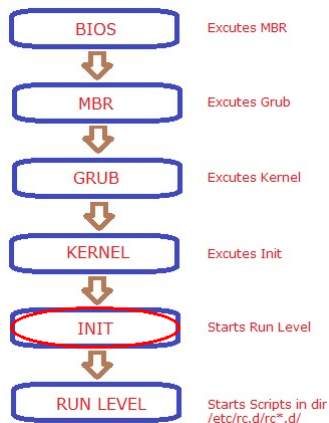 BIOS Excutes MBR
MBR Excutes Grub
GRUB Excutes Kernel
KERNEL Excutes Init
INIT Starts Run Level
RUN LEVEL Starts Scripts in dir
/etc/rc.d/rc*.d/